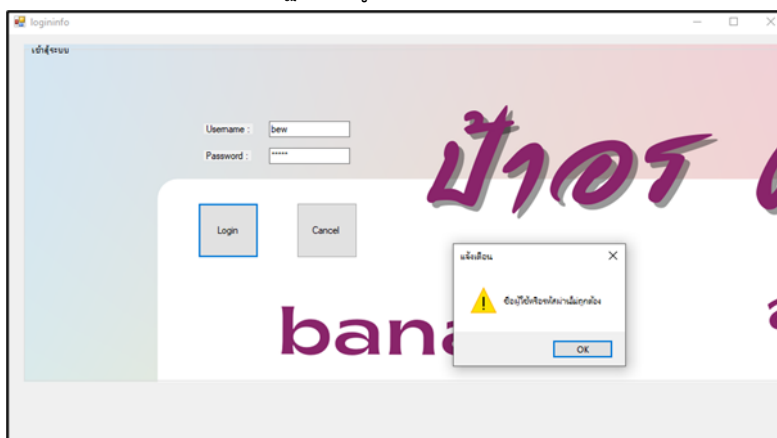 logininfo
เข้าสู่ระบบ
Username :
bew
Password :
*****
ป้าอร
Login
Cancel
แจ้งเตือน
ชื่อผู้ใช้หรือรหัสผ่านไม่ถูกต้อง
OK
bana